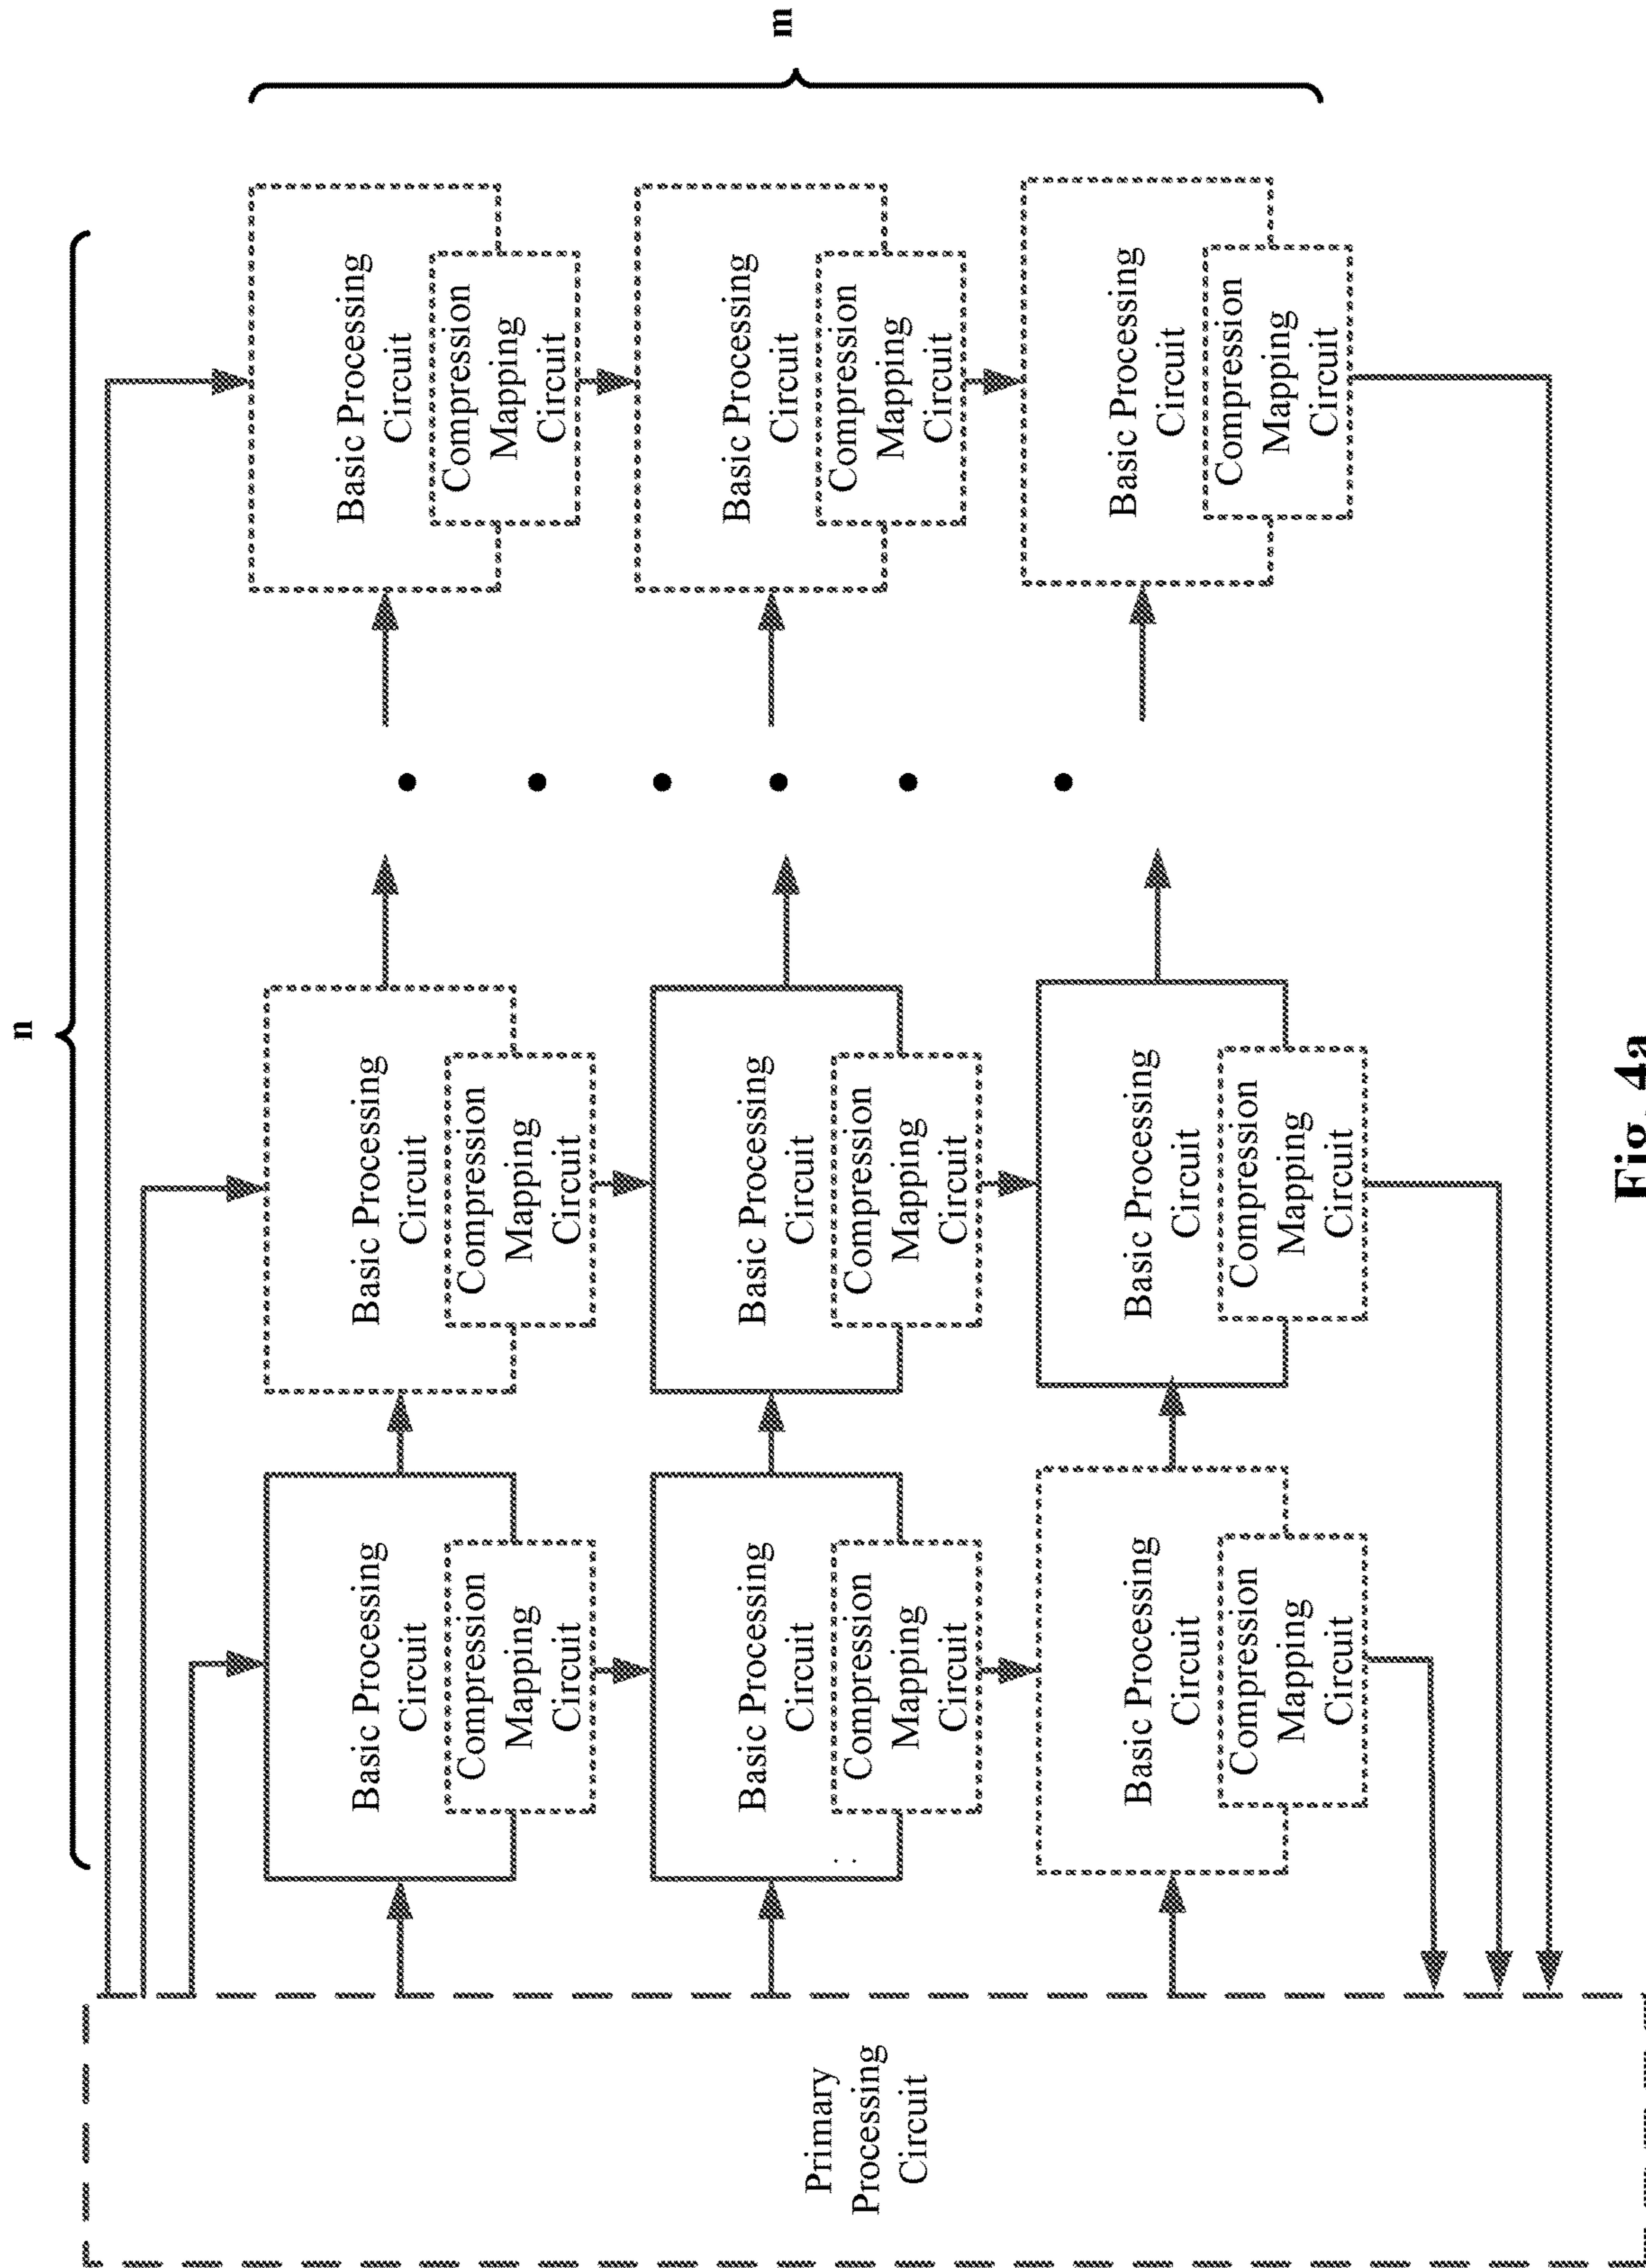 n
Primary
Processing
Circuit
Basic Processing
Circuit
Compression
Mapping
Circuit
Basic Processing
Circuit
Compression
Mapping
Circuit
Basic Processing
Circuit
Compression
Mapping
Circuit
Basic Processing
Circuit
Compression
Mapping
Circuit
Basic Processing
Circuit
Compression
Mapping
Circuit
Basic Processing
Circuit
Compression
Mapping
Circuit
m
Basic Processing
Circuit
Compression
Mapping
Circuit
Basic Processing
Circuit
Compression
Mapping
Circuit
Basic Processing
Circuit
Compression
Mapping
Circuit
Fig. 4a